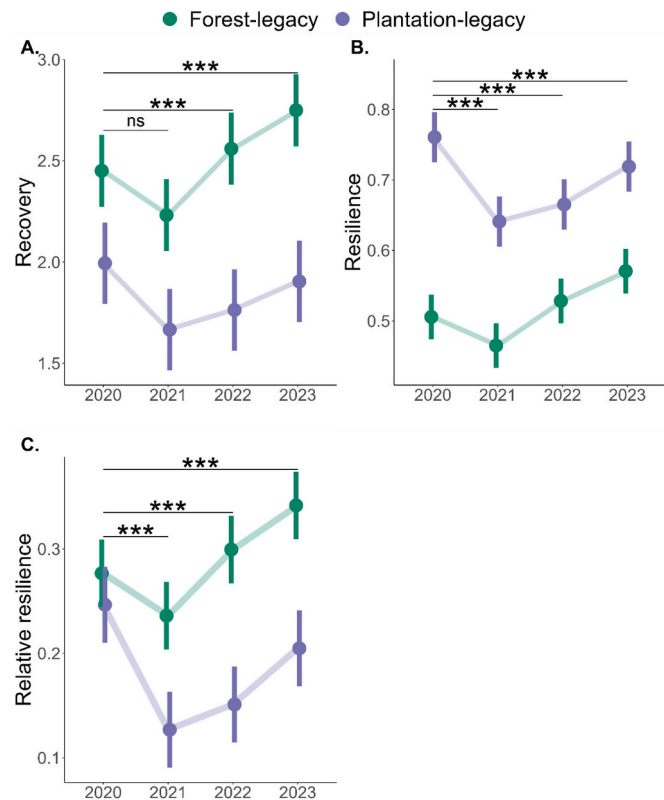 Forest-legacy Plantation-legacy
A.
3.0
2.5
2.0
1.5
Recovery
***
***
ns
2020 2021 2022 2023
B.
0.8
0.7
0.6
0.5
Resilience
***
***
***
2020 2021 2022 2023
C.
0.3
0.2
0.1
Relative resilience
***
***
***
2020 2021 2022 2023